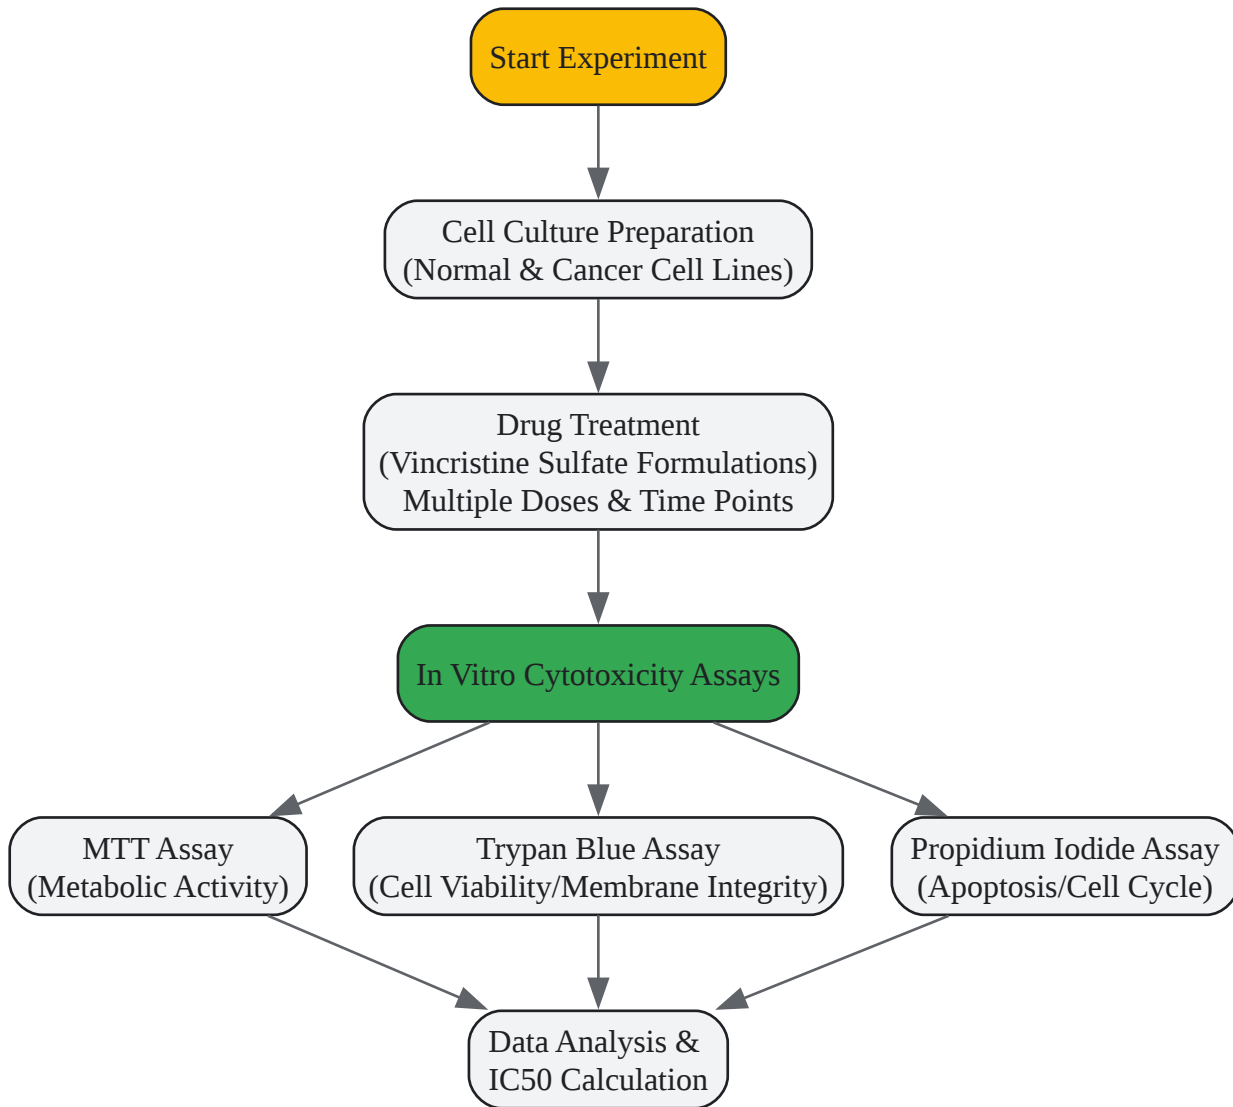 Start Experiment
Cell Culture Preparation
(Normal & Cancer Cell Lines)
Drug Treatment
(Vincristine Sulfate Formulations)
Multiple Doses & Time Points
In Vitro Cytotoxicity Assays
MTT Assay
(Metabolic Activity)
Trypan Blue Assay
(Cell Viability/Membrane Integrity)
Propidium Iodide Assay
(Apoptosis/Cell Cycle)
Data Analysis &
IC50 Calculation